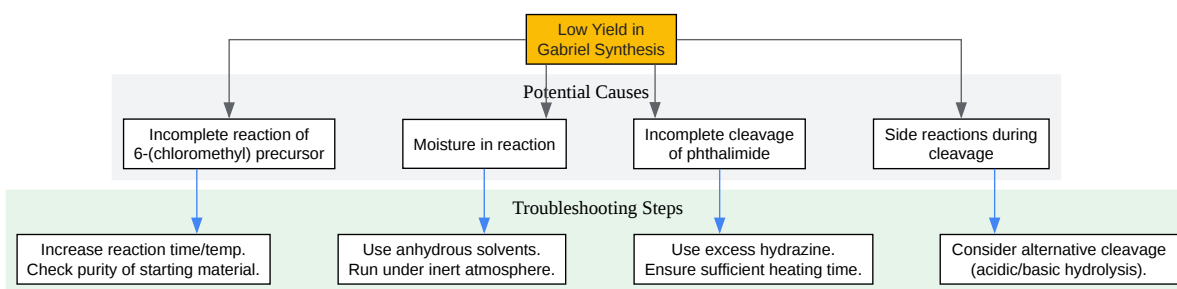 Low Yield in
Gabriel Synthesis
Potential Causes
Incomplete reaction of
6-(chloromethyl) precursor
Moisture in reaction
Incomplete cleavage
of phthalimide
Side reactions during
cleavage
Troubleshooting Steps
Increase reaction time/temp.
Check purity of starting material.
Use anhydrous solvents.
Run under inert atmosphere.
Use excess hydrazine.
Ensure sufficient heating time.
Consider alternative cleavage
(acidic/basic hydrolysis).